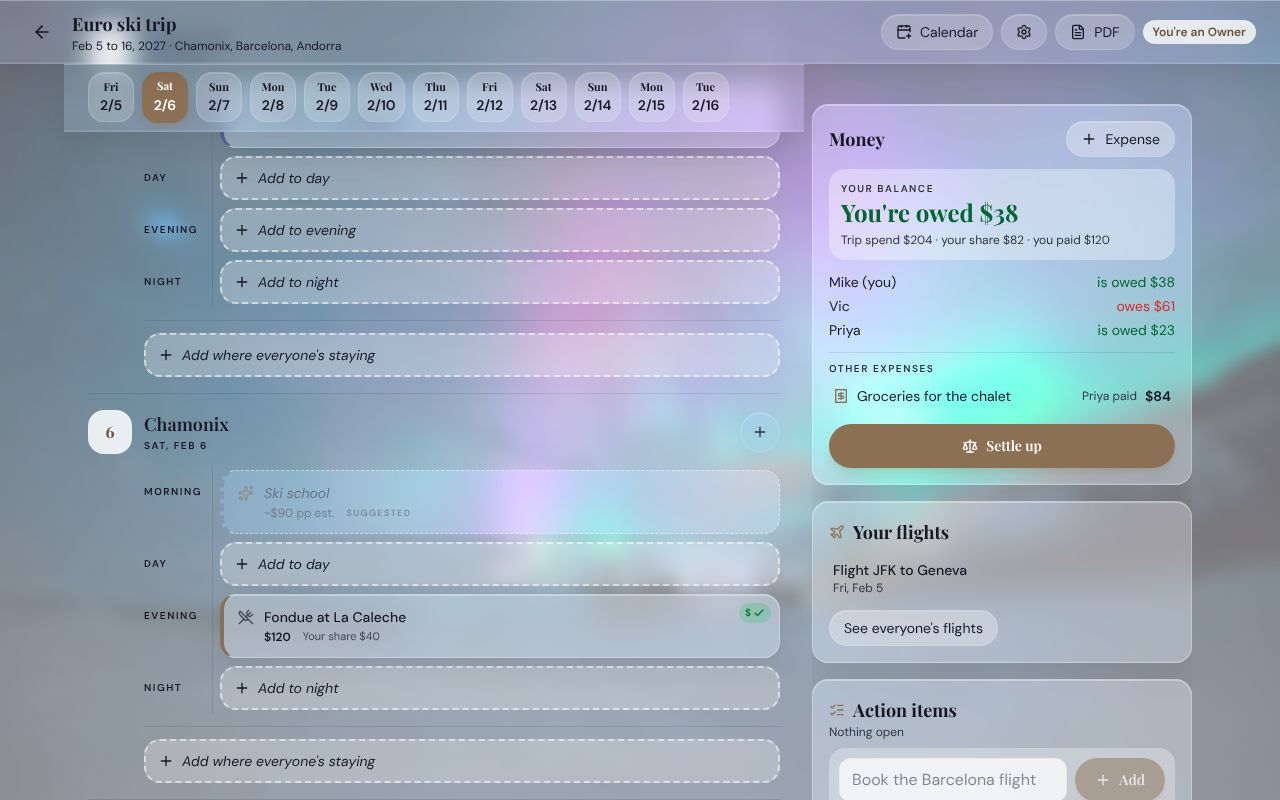 Euro ski trip
Feb 5 to 16, 2027 · Chamonix, Barcelona, Andorra
Calendar
PDF
You're an Owner
Fri 2/5
Sat 2/6
Sun 2/7
Mon 2/8
Tue 2/9
Wed 2/10
Thu 2/11
Fri 2/12
Sat 2/13
Sun 2/14
Mon 2/15
Tue 2/16
DAY
+ Add to day
EVENING
+ Add to evening
NIGHT
+ Add to night
+ Add where everyone's staying
6
Chamonix
SAT, FEB 6
+
MORNING
Ski school
~$90 pp est. SUGGESTED
DAY
+ Add to day
EVENING
Fondue at La Caleche
$120 Your share $40
$ ✓
NIGHT
+ Add to night
+ Add where everyone's staying
Money
+ Expense
YOUR BALANCE
You're owed $38
Trip spend $204 · your share $82 · you paid $120
Mike (you) is owed $38
Vic owes $61
Priya is owed $23
OTHER EXPENSES
Groceries for the chalet Priya paid $84
Settle up
Your flights
Flight JFK to Geneva
Fri, Feb 5
See everyone's flights
Action items
Nothing open
Book the Barcelona flight
+ Add